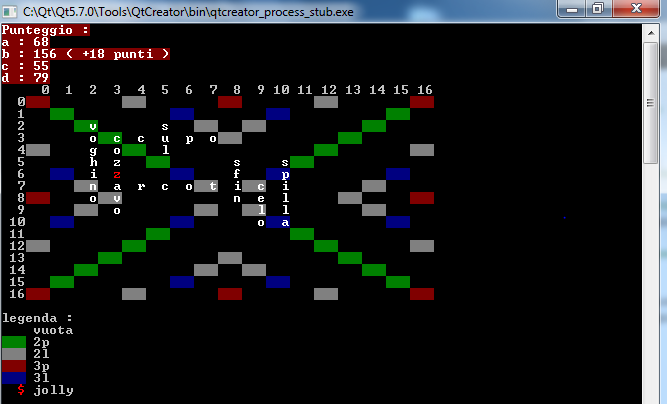 C:\Qt\Qt5.7.0\Tools\QtCreator\bin\qtcreator_process_stub.exe
Punteggio :
a : 68
b : 156 ( +18 punti )
c : 55
d : 79
0 1 2 3 4 5 6 7 8 9 10 11 12 13 14 15 16
0
1
2 v s
3 o c c u p o
4 g o l
5 h z s s
6 i z f p
7 n a r c o t i c i
8 o v n e l
9 o l l
10 o a
11
12
13
14
15
16
legenda :
vuota
2p
2l
3p
3l
$ jolly